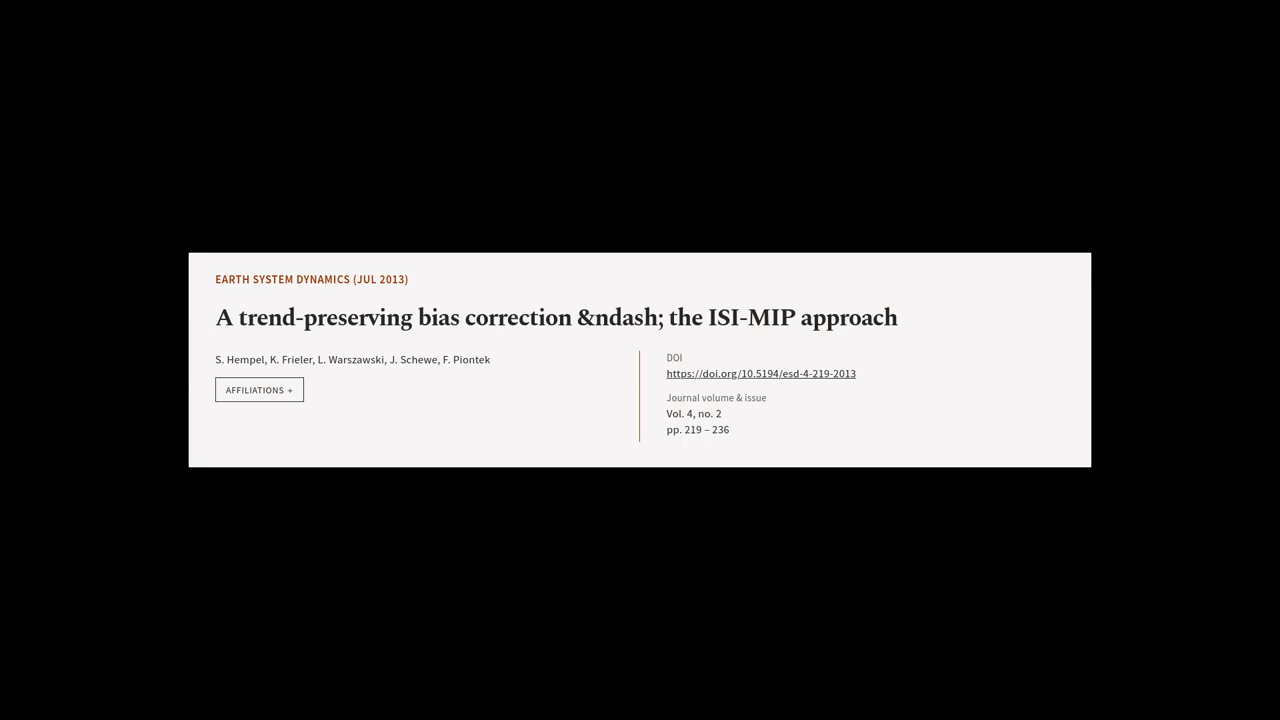 EARTH SYSTEM DYNAMICS (JUL 2013)
A trend-preserving bias correction &ndash; the ISI-MIP approach
S. Hempel, K. Frieler, L. Warszawski, J. Schewe, F. Piontek
AFFILIATIONS +
DOI
https://doi.org/10.5194/esd-4-219-2013
Journal volume & issue
Vol. 4, no. 2
pp. 219 – 236